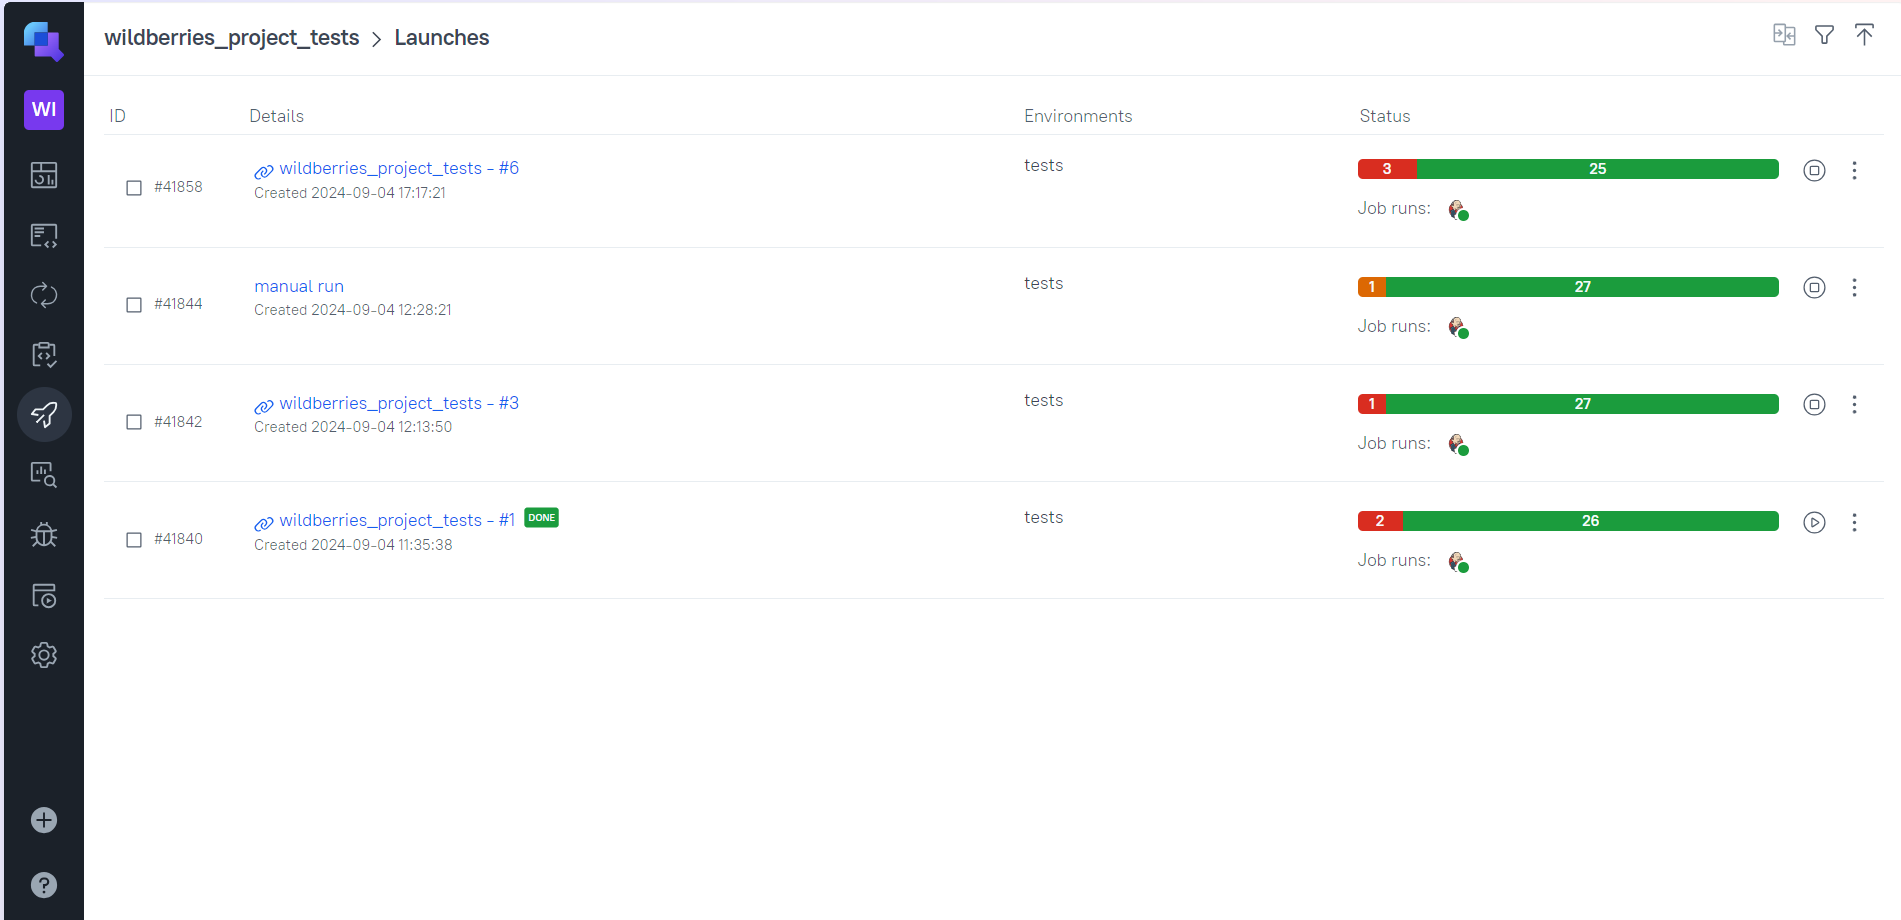 wildberries_project_tests > Launches
WI
ID Details Environments Status
wildberries_project_tests - #6 tests 3 25
#41858
Created 2024-09-04 17:17:21
Job runs:
manual run tests 1 27
#41844
Created 2024-09-04 12:28:21
Job runs:
wildberries_project_tests - #3 tests 1 27
#41842
Created 2024-09-04 12:13:50
Job runs:
wildberries_project_tests - #1 DONE tests 2 26
#41840
Created 2024-09-04 11:35:38
Job runs: